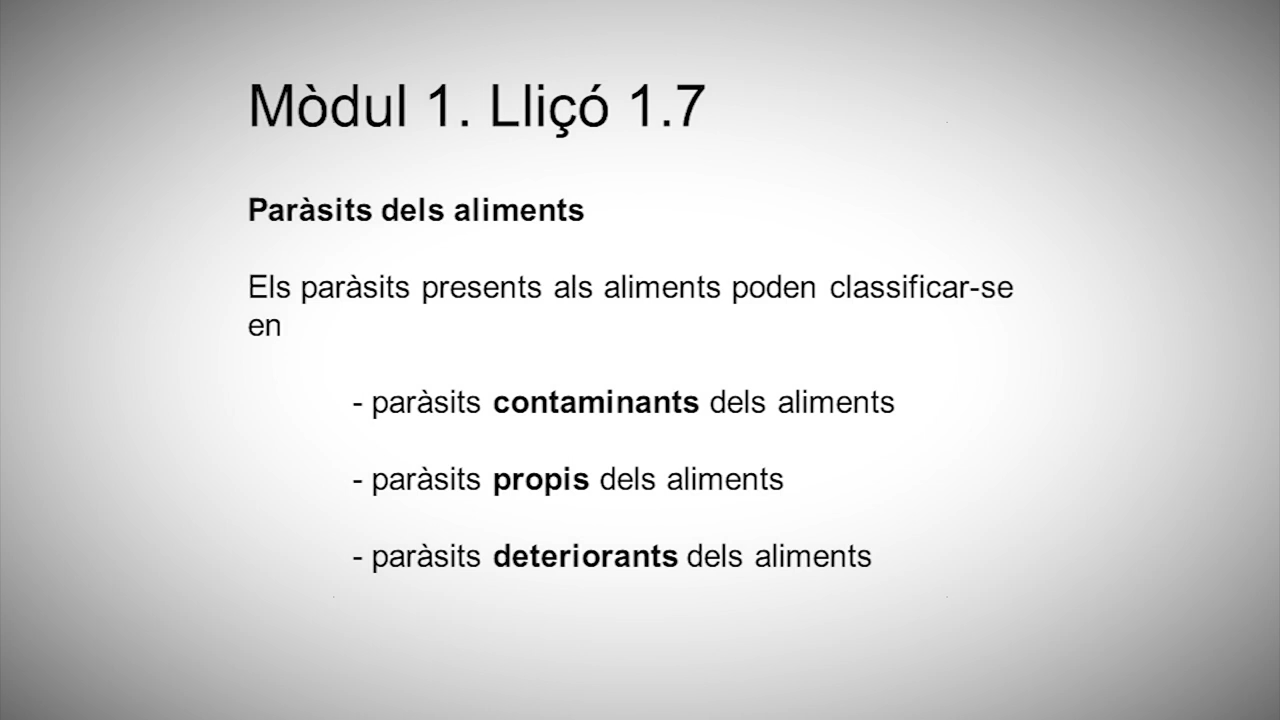 Mòdul 1. Lliçó 1.7
Paràsits dels aliments
Els paràsits presents als aliments poden classificar-se
en
- paràsits contaminants dels aliments
- paràsits propis dels aliments
- paràsits deteriorants dels aliments